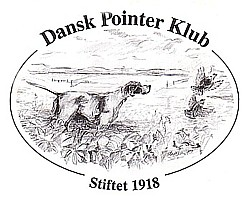 Dansk Pointer Klub
Stiftet 1918